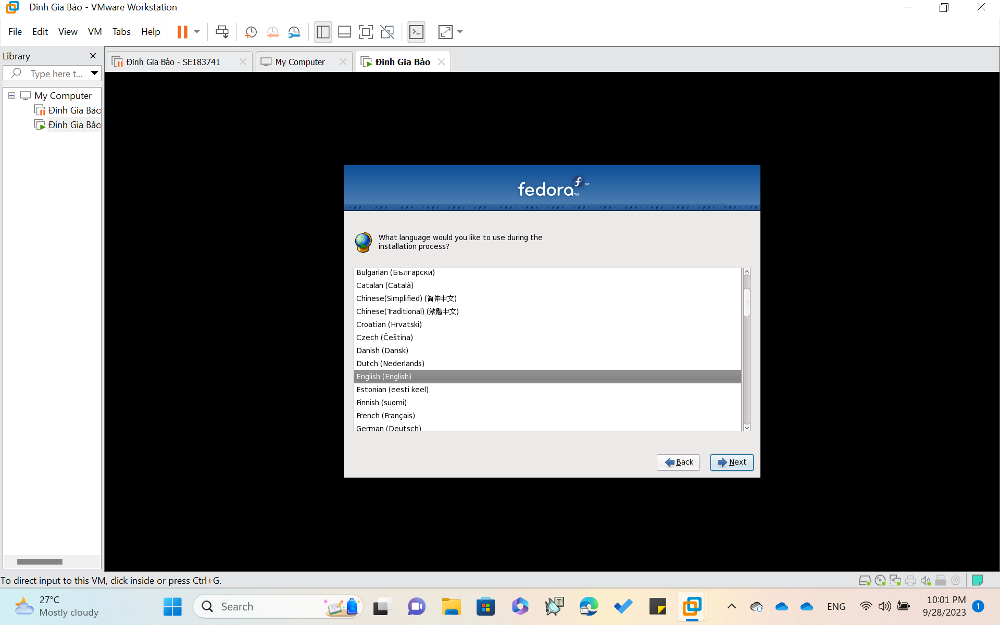 Đinh Gia Bảo - VMware Workstation
File Edit View VM Tabs Help
Library
Đinh Gia Bảo - SE183741
My Computer
Đinh Gia Bảo
Type here t...
My Computer
Đinh Gia Bảo
Đinh Gia Bảo
fedora™
What language would you like to use during the
installation process?
Bulgarian (Български)
Catalan (Català)
Chinese(Simplified) (简体中文)
Chinese(Traditional) (繁體中文)
Croatian (Hrvatski)
Czech (Čeština)
Danish (Dansk)
Dutch (Nederlands)
English (English)
Estonian (eesti keel)
Finnish (suomi)
French (Français)
German (Deutsch)
Back
Next
To direct input to this VM, click inside or press Ctrl+G.
27°C
Mostly cloudy
Search
ENG
10:01 PM
9/28/2023
1